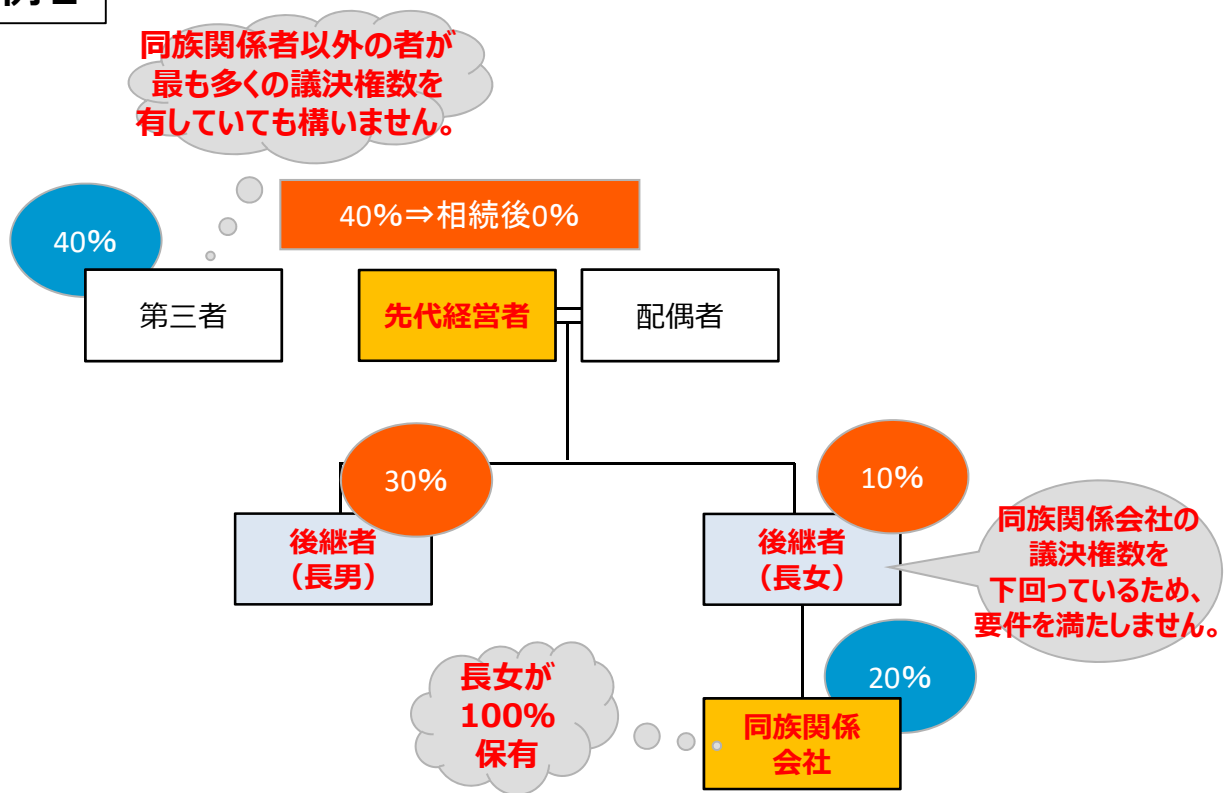 同族関係者以外の者が
最も多くの議決権数を
有していても構いません。
40%⇒相続後0%
40%
第三者
先代経営者
配偶者
30%
10%
後継者
（長男）
後継者
（長女）
同族関係会社の
議決権数を
下回っているため、
要件を満たしません。
20%
長女が
100%
保有
同族関係
会社